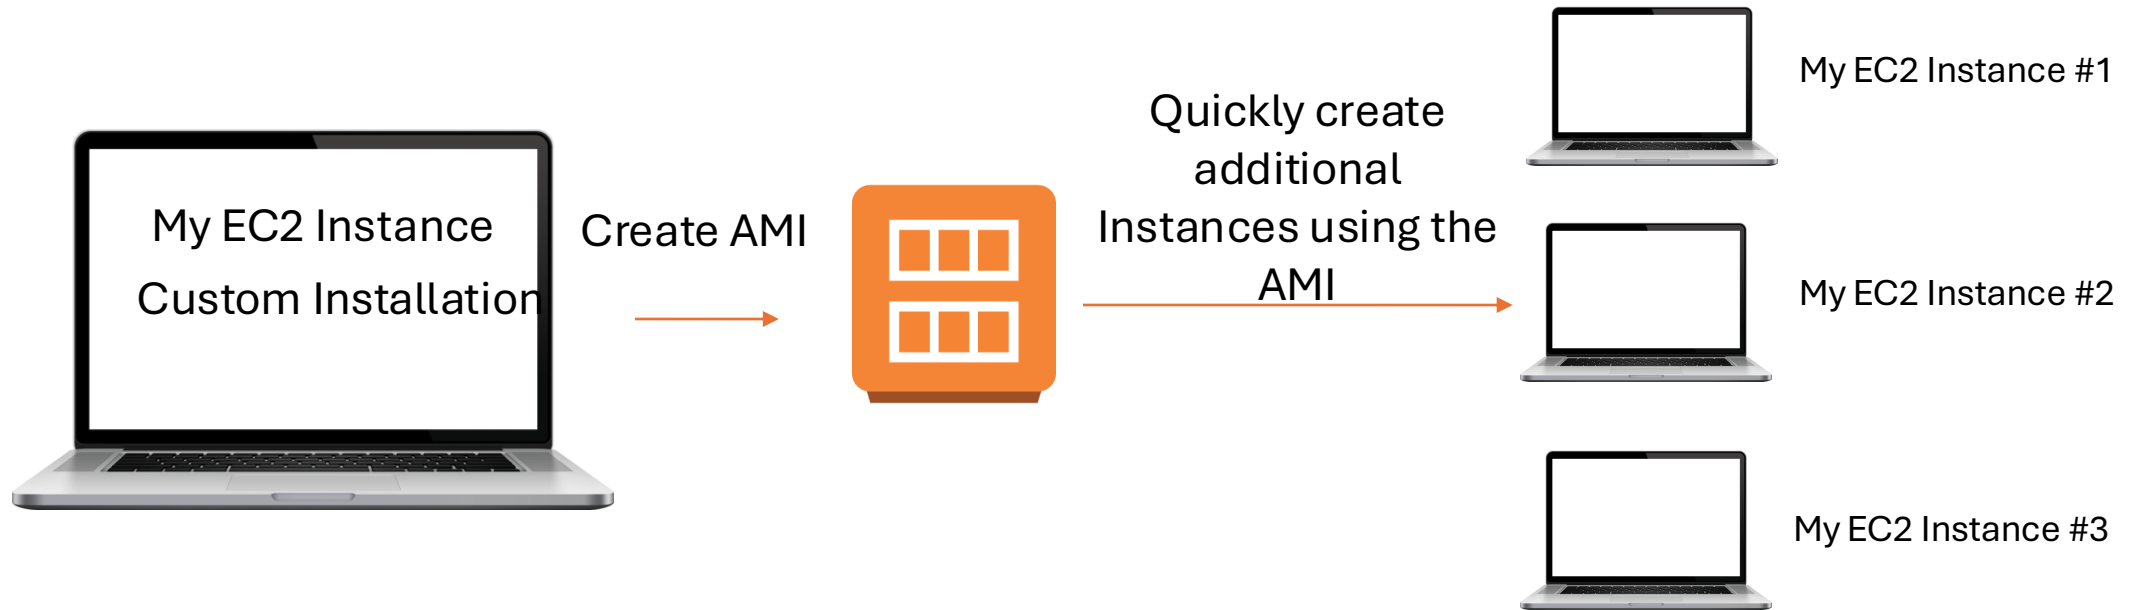 My EC2 Instance
Custom Installation
Create AMI
Quickly create
additional
Instances using the
AMI
My EC2 Instance #1
My EC2 Instance #2
My EC2 Instance #3